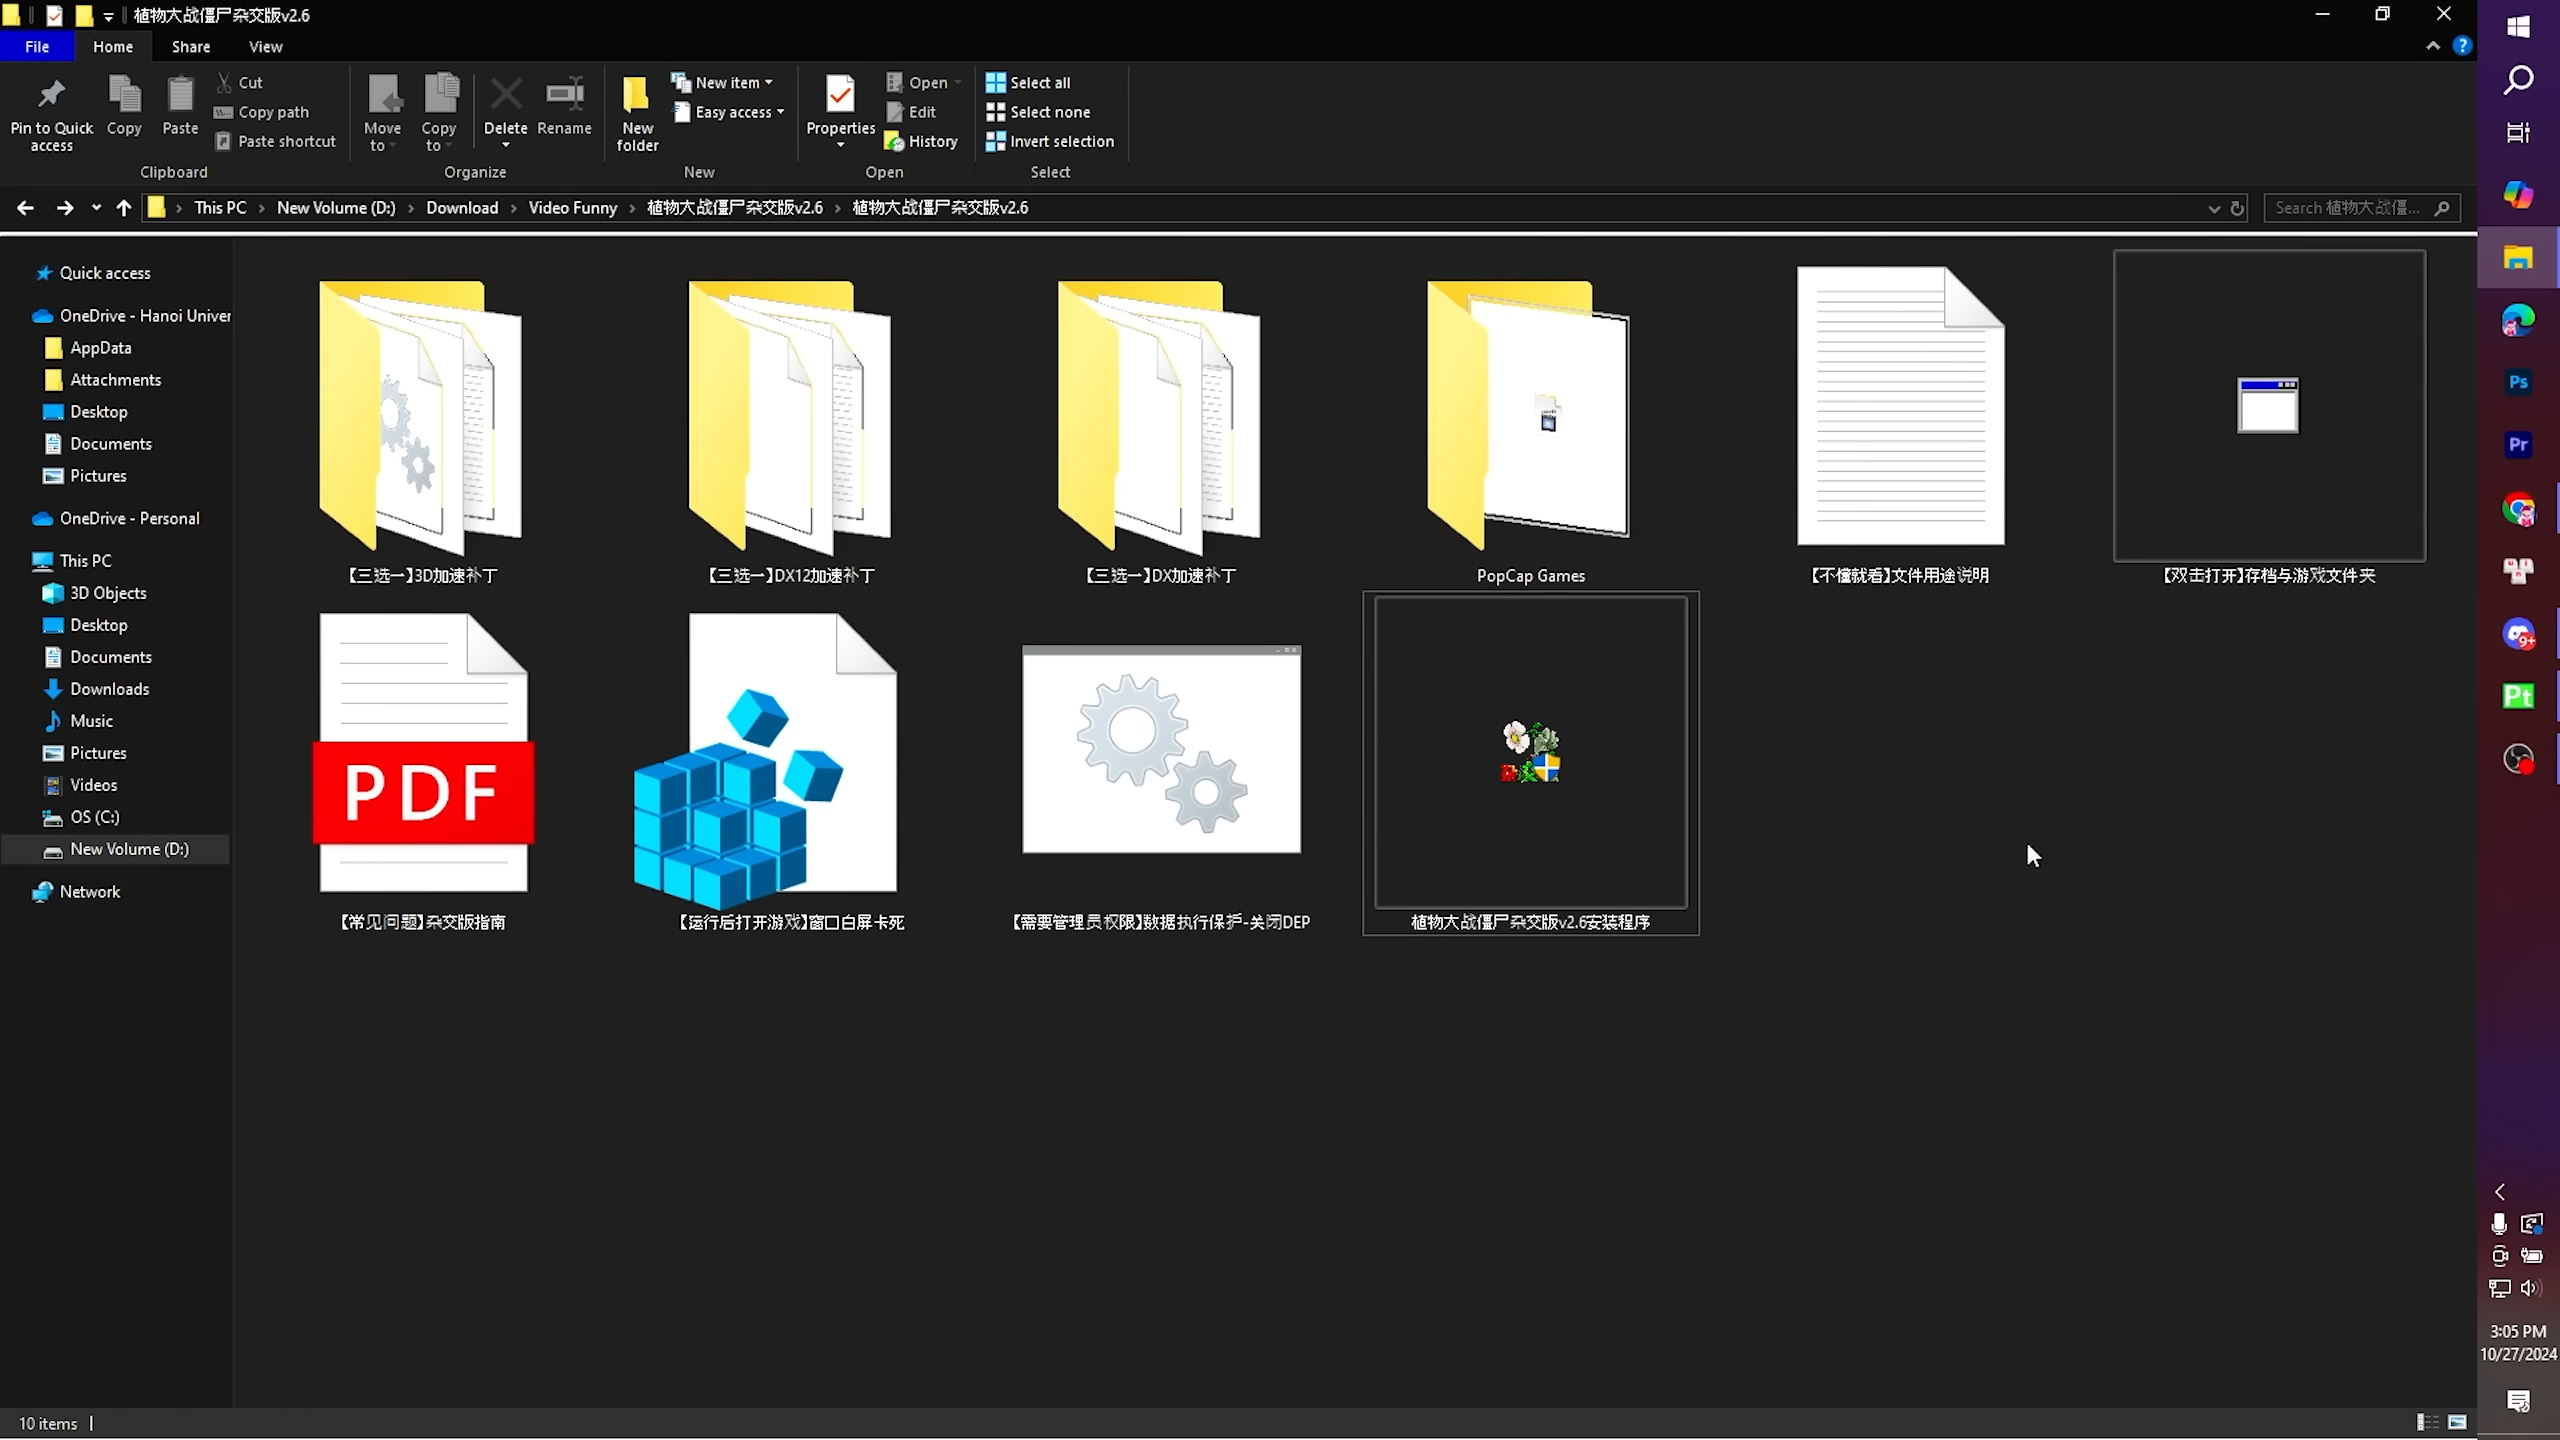 植物大战僵尸杂交版v2.6
File
Home
Share
View
Pin to Quick access
Copy
Paste
Cut
Copy path
Paste shortcut
Clipboard
Move to
Copy to
Delete
Rename
Organize
New folder
New item
Easy access
New
Properties
Open
Edit
History
Open
Select all
Select none
Invert selection
Select
This PC > New Volume (D:) > Download > Video Funny > 植物大战僵尸杂交版v2.6 > 植物大战僵尸杂交版v2.6
Search 植物大战僵...
Quick access
OneDrive - Hanoi Univer
AppData
Attachments
Desktop
Documents
Pictures
OneDrive - Personal
This PC
3D Objects
Desktop
Documents
Downloads
Music
Pictures
Videos
OS (C:)
New Volume (D:)
Network
【三选一】3D加速补丁
【三选一】DX12加速补丁
【三选一】DX加速补丁
PopCap Games
【不懂就看】文件用途说明
【双击打开】存档与游戏文件夹
PDF
【常见问题】杂交版指南
【运行后打开游戏】窗口白屏卡死
【需要管理员权限】数据执行保护-关闭DEP
植物大战僵尸杂交版v2.6安装程序
10 items
Ps
Pr
9+
Pt
3:05 PM
10/27/2024